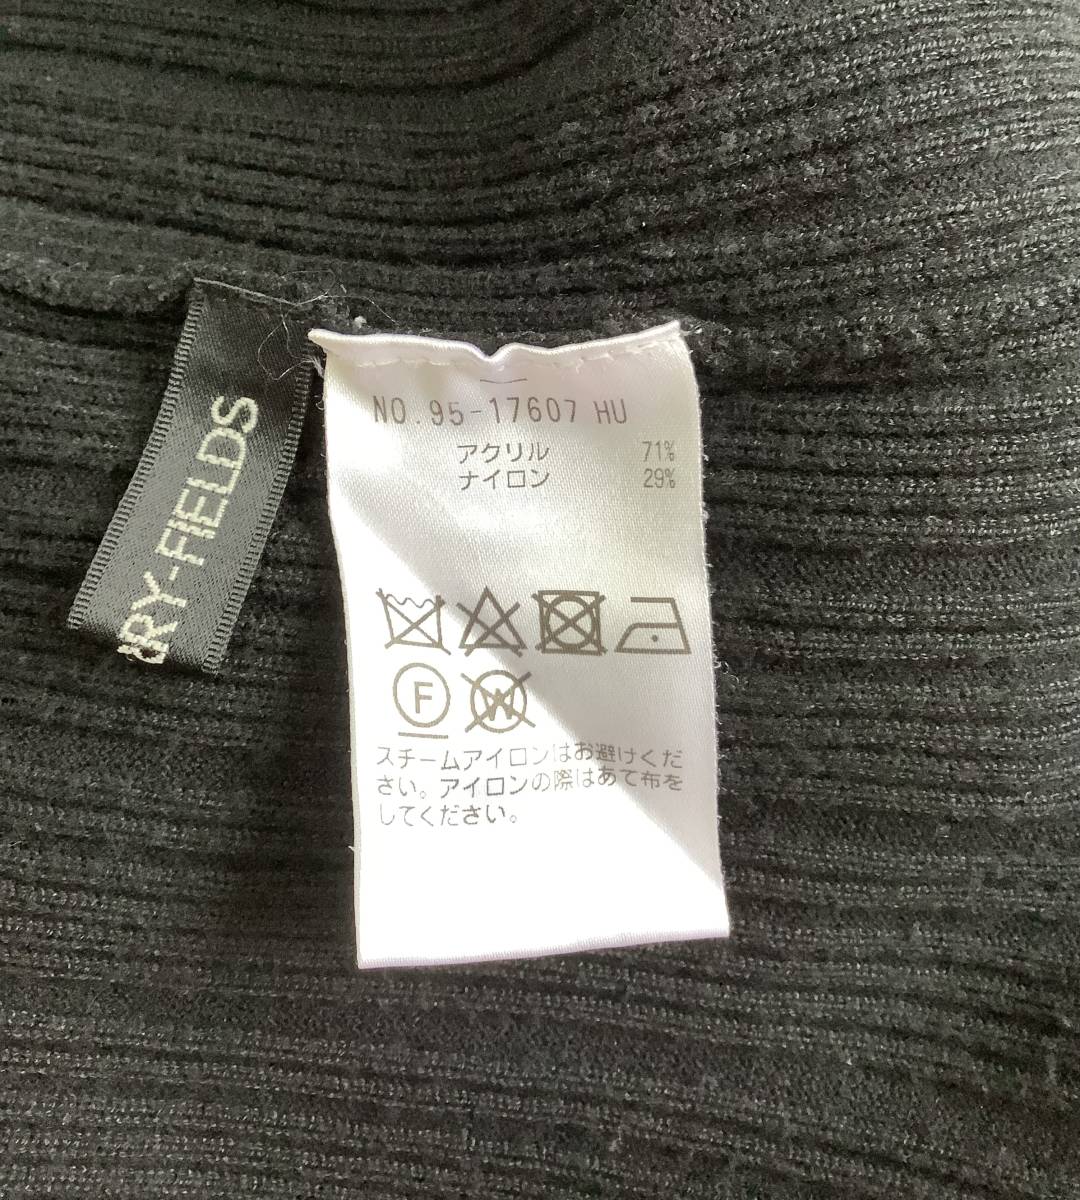 RY-FIELDS
NO.95-17607 HU
アクリル 71%
ナイロン 29%
F
W
スチームアイロンはお避けくだ
さい。アイロンの際はあて布を
してください。